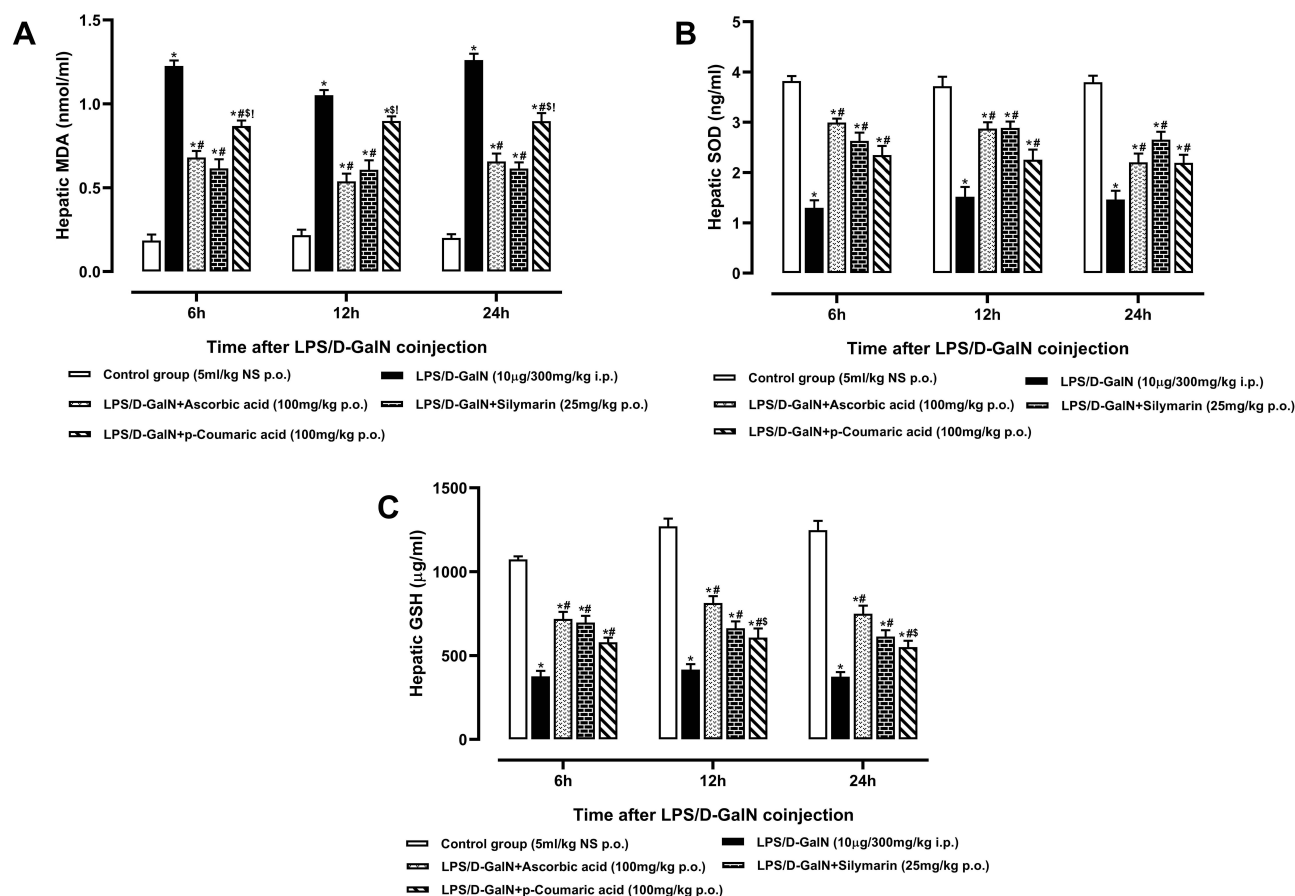 A
Hepatic MDA (nmol/ml)
1.5
1.0
0.5
0.0
*
*#
*#
*#$!
*
*#
*#
*$!
*
*#
*#
*#$!
6h
12h
24h
Time after LPS/D-GalN coinjection
Control group (5ml/kg NS p.o.)
LPS/D-GalN (10μg/300mg/kg i.p.)
LPS/D-GalN+Ascorbic acid (100mg/kg p.o.)
LPS/D-GalN+Silymarin (25mg/kg p.o.)
LPS/D-GalN+p-Coumaric acid (100mg/kg p.o.)
B
Hepatic SOD (ng/ml)
5
4
3
2
1
0
*
*#
*#
*#
*
*#
*#
*#
*
*#
*#
*#
6h
12h
24h
Time after LPS/D-GalN coinjection
Control group (5ml/kg NS p.o.)
LPS/D-GalN (10μg/300mg/kg i.p.)
LPS/D-GalN+Ascorbic acid (100mg/kg p.o.)
LPS/D-GalN+Silymarin (25mg/kg p.o.)
LPS/D-GalN+p-Coumaric acid (100mg/kg p.o.)
C
Hepatic GSH (μg/ml)
1500
1000
500
0
*
*#
*#
*#
*
*#
*#
*#$
*
*#
*#
*#$
6h
12h
24h
Time after LPS/D-GalN coinjection
Control group (5ml/kg NS p.o.)
LPS/D-GalN (10μg/300mg/kg i.p.)
LPS/D-GalN+Ascorbic acid (100mg/kg p.o.)
LPS/D-GalN+Silymarin (25mg/kg p.o.)
LPS/D-GalN+p-Coumaric acid (100mg/kg p.o.)